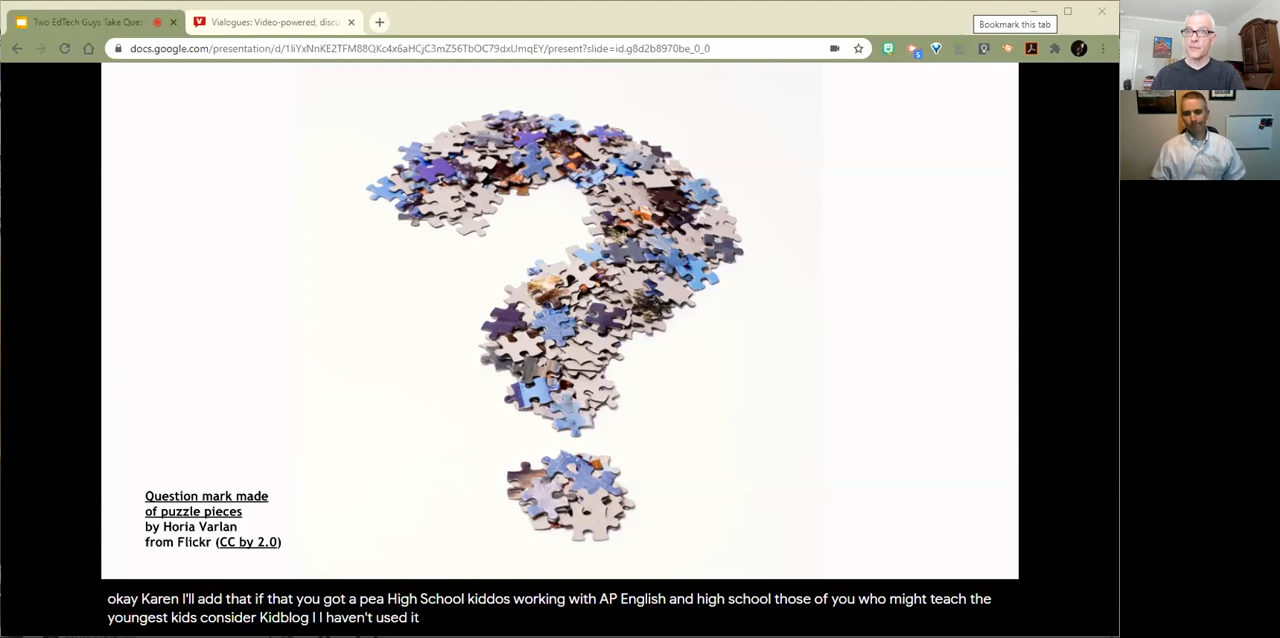 Two EdTech Guys Take Que
Vialogues: Video-powered, discu
Bookmark this tab
docs.google.com/presentation/d/1IiYxNnKE2TFM88QKc4x6aHCjC3mZ56TbOC79dxUmqEY/present?slide=id.g8d2b8970be_0_0
Question mark made
of puzzle pieces
by Horia Varlan
from Flickr (CC by 2.0)
okay Karen I'll add that if that you got a pea High School kiddos working with AP English and high school those of you who might teach the
youngest kids consider Kidblog I I haven't used it